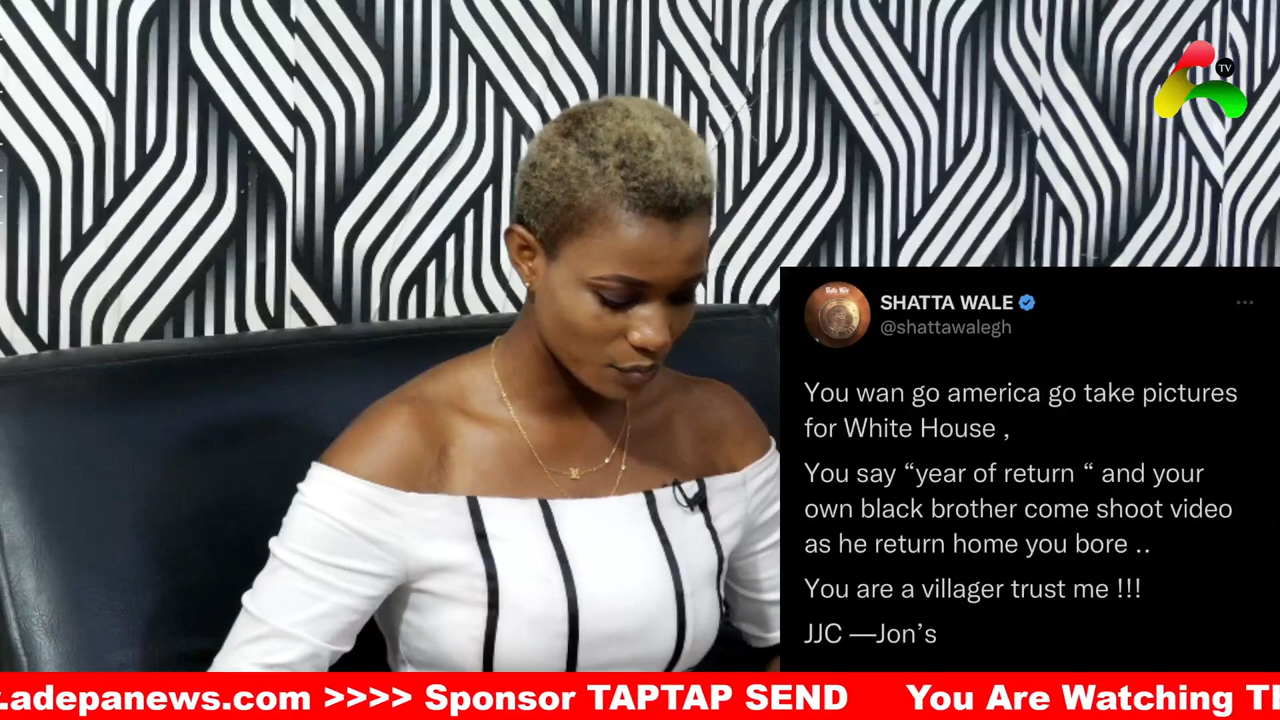 TV
SHATTA WALE
@shattawalegh
You wan go america go take pictures
for White House ,
You say “year of return “ and your
own black brother come shoot video
as he return home you bore ..
You are a villager trust me !!!
JJC —Jon’s
.adepanews.com >>>> Sponsor TAPTAP SEND You Are Watching